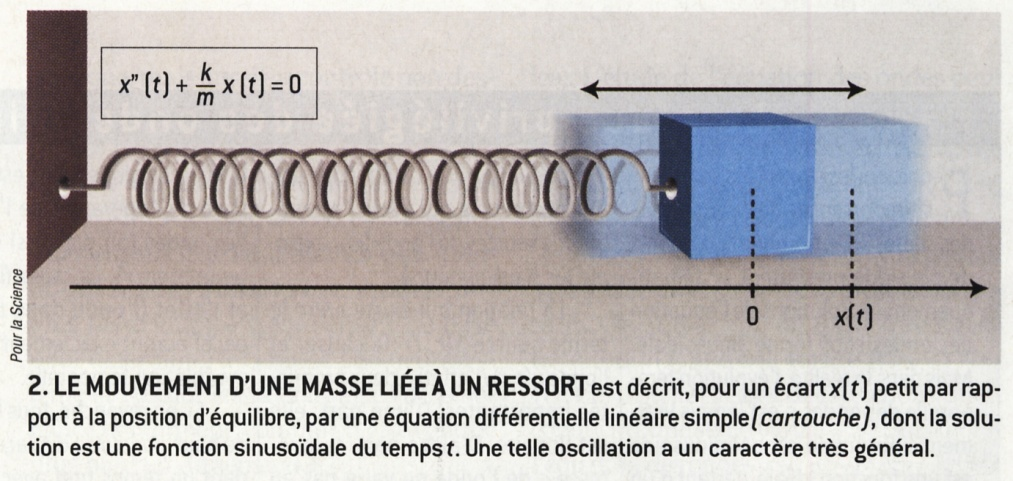 x"(t) + k/m x(t) = 0
0
x(t)
Pour la Science
2. LE MOUVEMENT D'UNE MASSE LIÉE À UN RESSORT est décrit, pour un écart x(t) petit par rap-
port à la position d'équilibre, par une équation différentielle linéaire simple (cartouche), dont la solu-
tion est une fonction sinusoïdale du temps t. Une telle oscillation a un caractère très général.